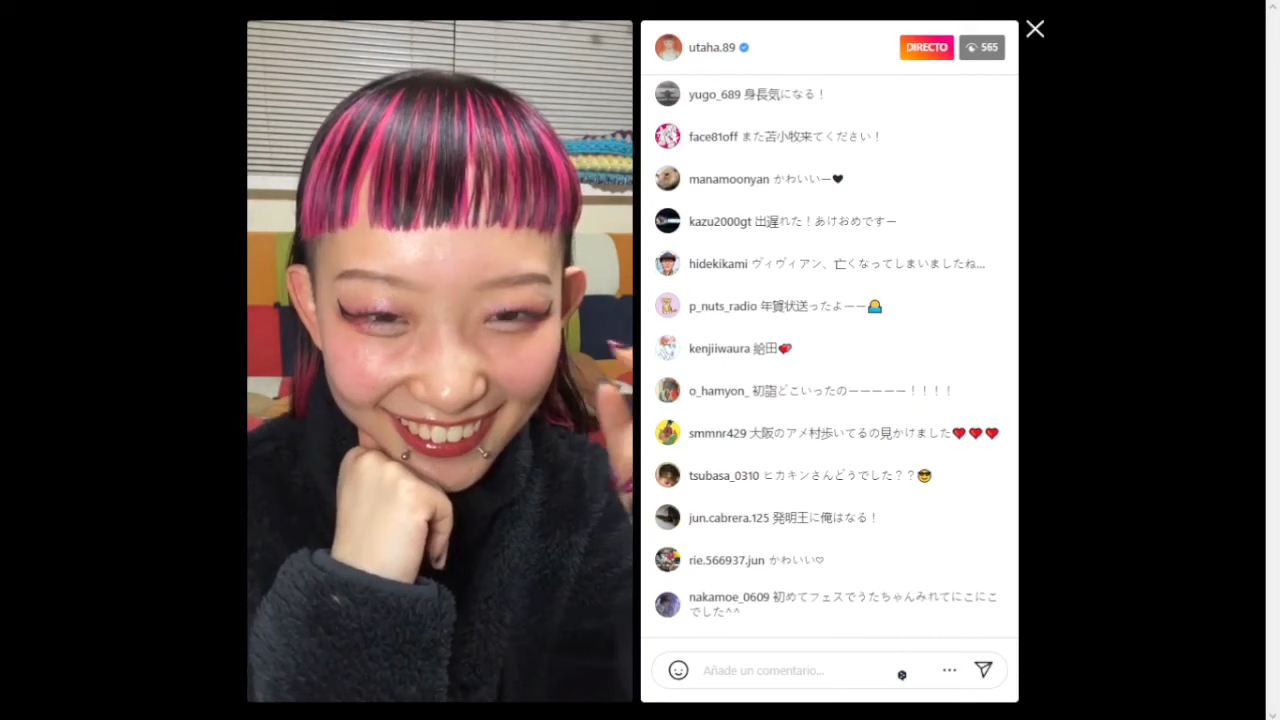 utaha.89
DIRECTO
565
yugo_689 身長気になる！
face81off また苫小牧来てください！
manamoonyan かわいいー🖤
kazu2000gt 出遅れた！あけおめですー
hidekikami ヴィヴィアン、亡くなってしまいましたね...
p_nuts_radio 年賀状送ったよーー🙇
kenjiiwaura 給田💓
o_hamyon_ 初詣どこいったのーーーーー！！！！
smmnr429 大阪のアメ村歩いてるの見かけました❤❤❤
tsubasa_0310 ヒカキンさんどうでした？？😎
jun.cabrera.125 発明王に俺はなる！
rie.566937.jun かわいい♡
nakamoe_0609 初めてフェスでうたちゃんみれてにこにこ
でした^^
Añade un comentario...